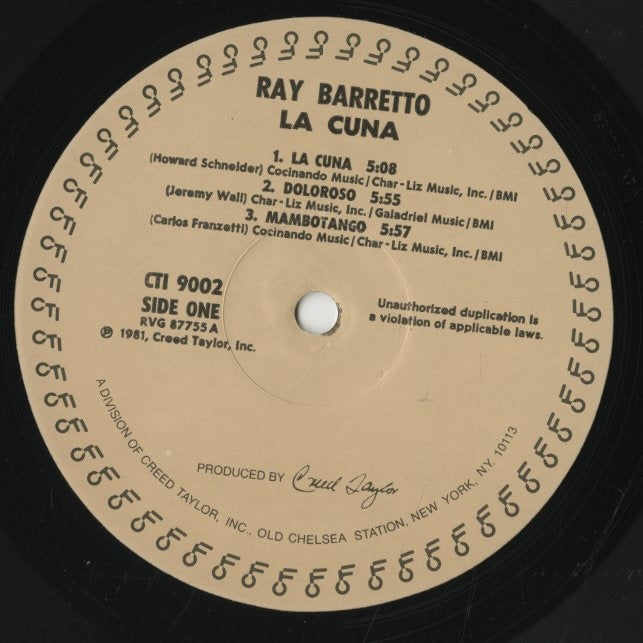 RAY BARRETTO
LA CUNA
1. LA CUNA 5:08
(Howard Schneider) Cocinando Music/Char-Liz Music, Inc./BMI
2. DOLOROSO 5:55
(Jeremy Wall) Char-Liz Music, Inc./Galadriel Music/BMI
3. MAMBOTANGO 5:57
(Carlos Franzetti) Cocinando Music/Char-Liz Music, Inc./BMI
CTI 9002
SIDE ONE
RVG 87755A
℗ 1981, Creed Taylor, Inc.
Unauthorized duplication is
a violation of applicable laws.
PRODUCED BY Creed Taylor
A DIVISION OF CREED TAYLOR, INC., OLD CHELSEA STATION, NEW YORK, N.Y. 10113